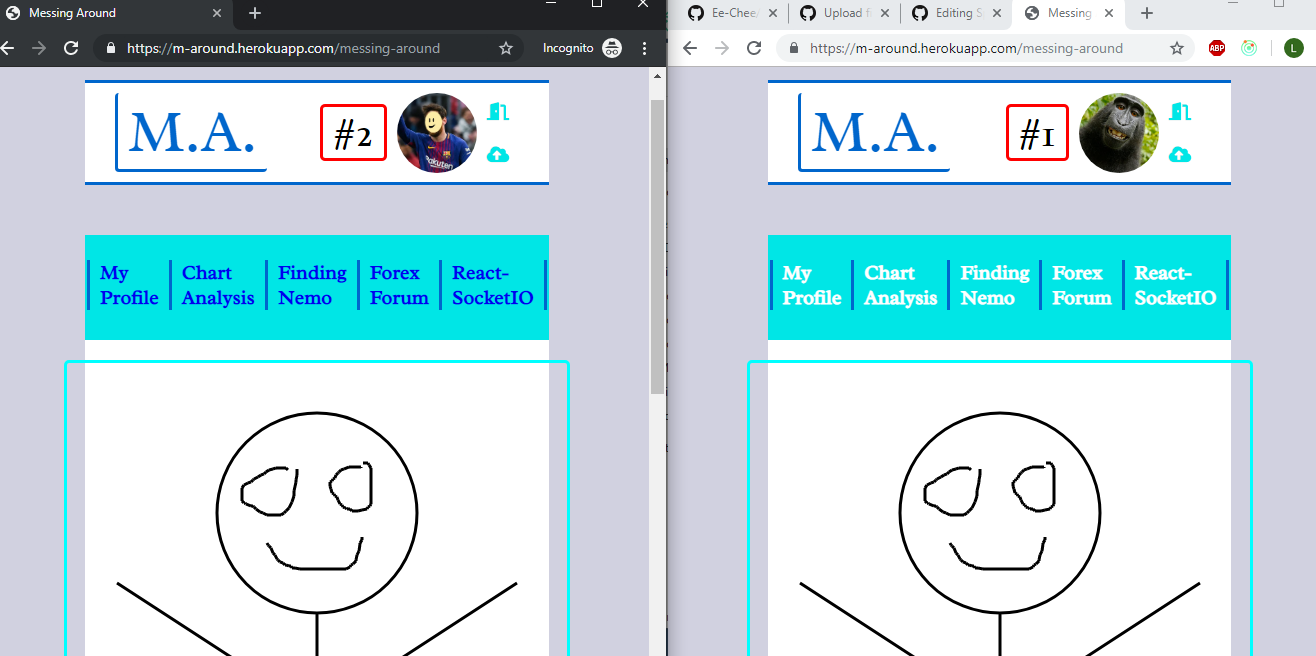 Messing Around
https://m-around.herokuapp.com/messing-around
Incognito
M.A.
#2
My Profile
Chart Analysis
Finding Nemo
Forex Forum
React-SocketIO
Ee-Chee
Upload f
Editing S
Messing
https://m-around.herokuapp.com/messing-around
ABP
L
M.A.
#1
My Profile
Chart Analysis
Finding Nemo
Forex Forum
React-SocketIO